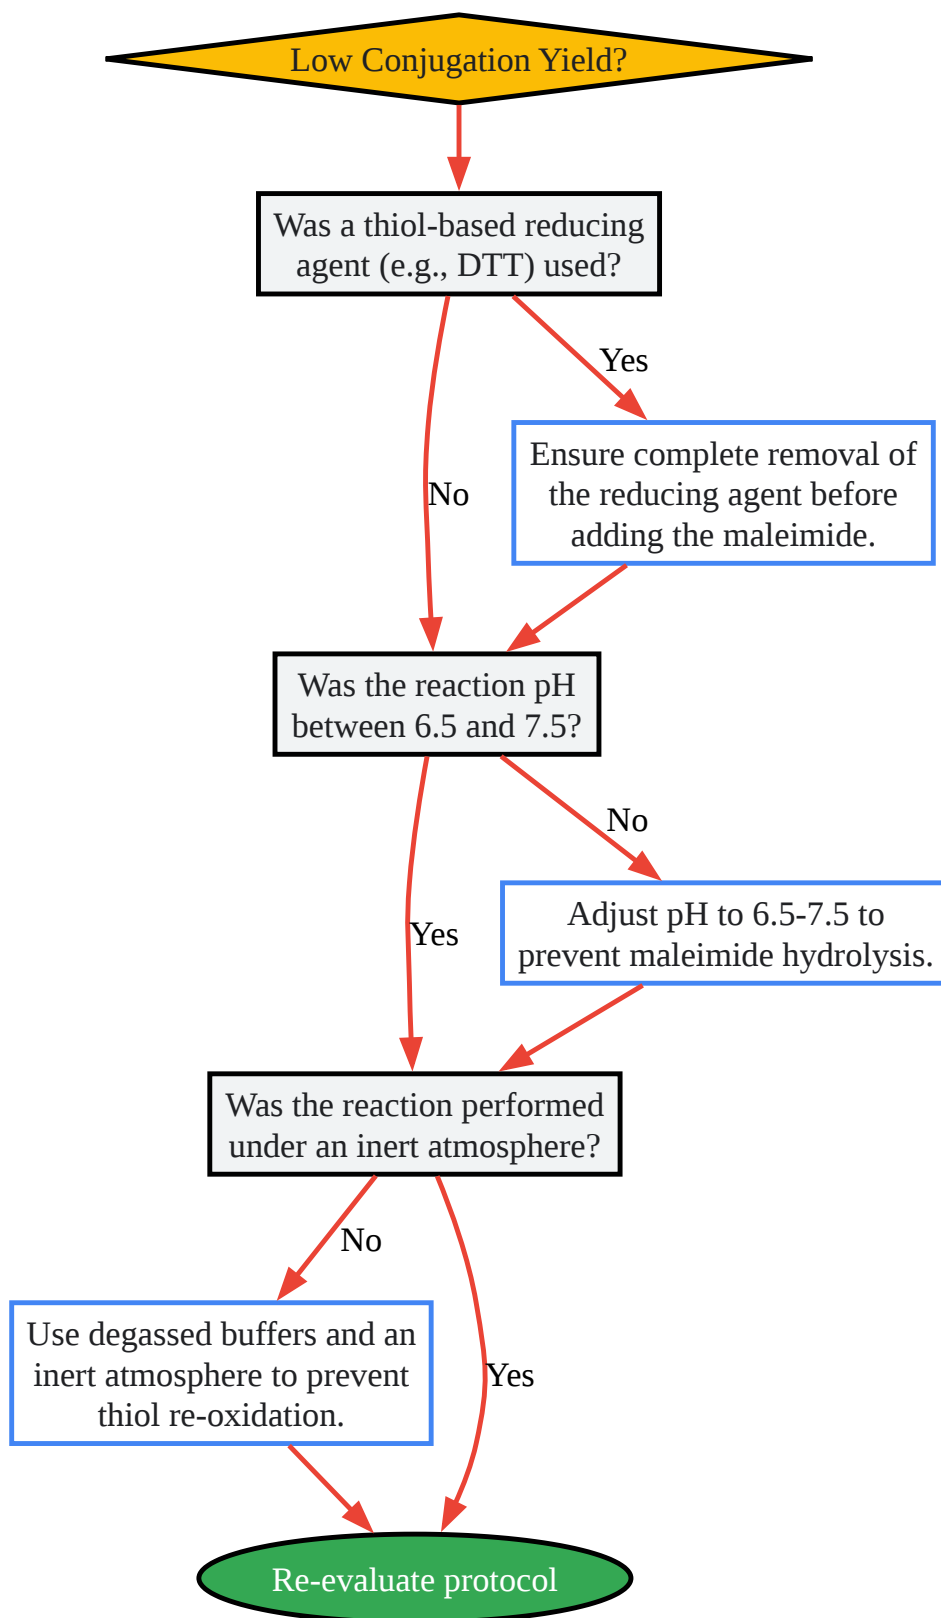 Low Conjugation Yield?
Was a thiol-based reducing
agent (e.g., DTT) used?
Yes
Ensure complete removal of
the reducing agent before
adding the maleimide.
No
Was the reaction pH
between 6.5 and 7.5?
No
Adjust pH to 6.5-7.5 to
prevent maleimide hydrolysis.
Yes
Was the reaction performed
under an inert atmosphere?
No
Use degassed buffers and an
inert atmosphere to prevent
thiol re-oxidation.
Yes
Re-evaluate protocol